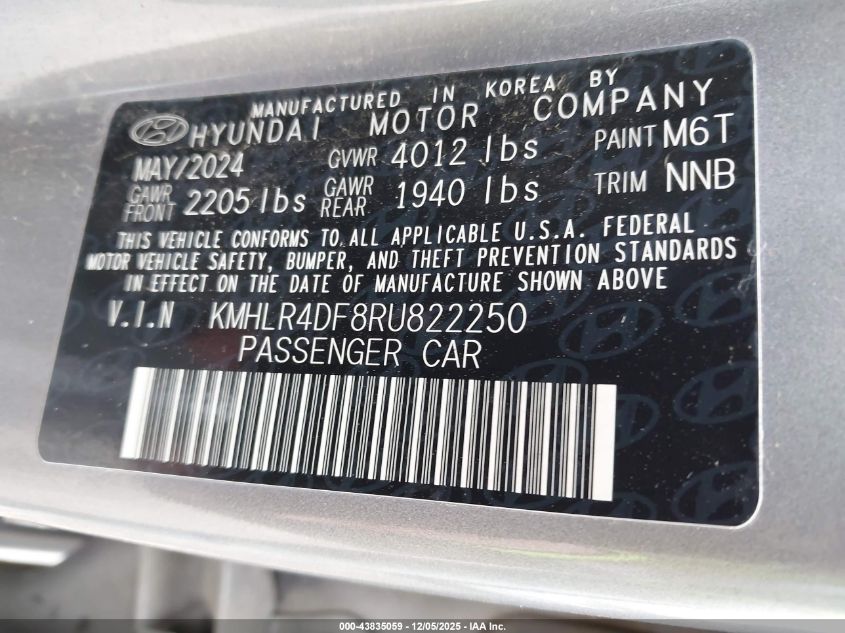 MANUFACTURED IN KOREA BY
HYUNDAI MOTOR COMPANY
MAY/2024 GVWR 4012 lbs PAINT M6T
GAWR FRONT 2205 lbs GAWR REAR 1940 lbs TRIM NNB
THIS VEHICLE CONFORMS TO ALL APPLICABLE U.S.A. FEDERAL
MOTOR VEHICLE SAFETY, BUMPER, AND THEFT PREVENTION STANDARDS
IN EFFECT ON THE DATE OF MANUFACTURE SHOWN ABOVE
V.I.N KMHLR4DF8RU822250
PASSENGER CAR
000-43835059 - 12/05/2025 - IAA Inc.